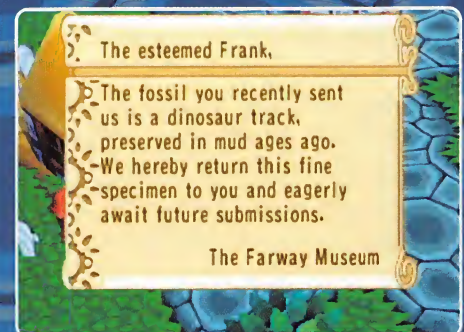 The esteemed Frank,
The fossil you recently sent
us is a dinosaur track,
preserved in mud ages ago.
We hereby return this fine
specimen to you and eagerly
await future submissions.
The Farway Museum